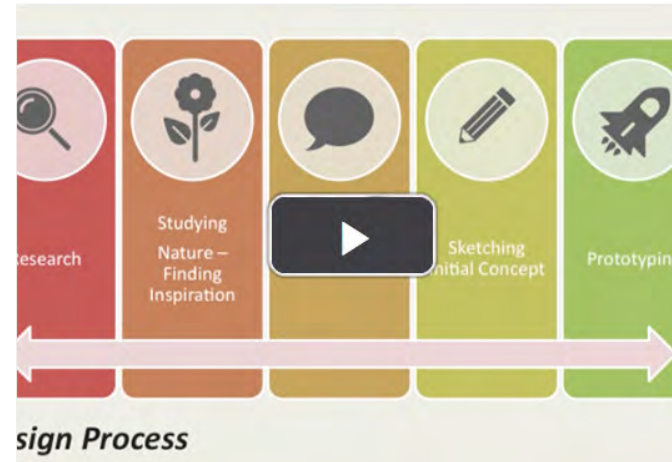 esearch
Studying
Nature –
Finding
Inspiration
Sketching
nitial Concept
Prototypin
sign Process